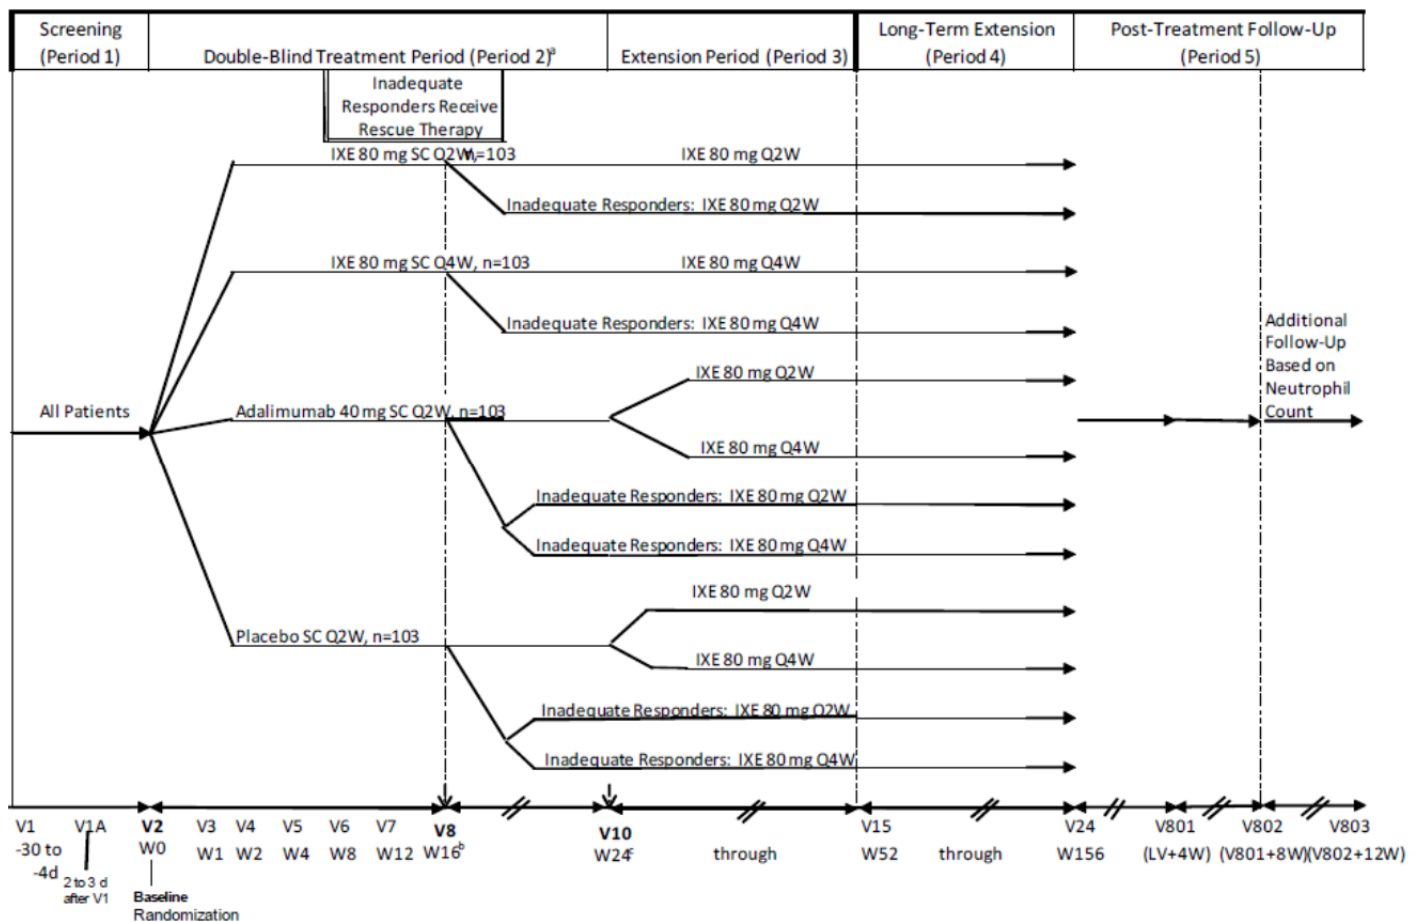 Screening
(Period 1)
Double-Blind Treatment Period (Period 2)ᵃ
Extension Period (Period 3)
Long-Term Extension
(Period 4)
Post-Treatment Follow-Up
(Period 5)
Inadequate
Responders Receive
Rescue Therapy
IXE 80 mg SC Q2W, n=103
IXE 80 mg Q2W
Inadequate Responders: IXE 80 mg Q2W
IXE 80 mg SC Q4W, n=103
IXE 80 mg Q4W
Inadequate Responders: IXE 80 mg Q4W
Additional
Follow-Up
Based on
Neutrophil
Count
IXE 80 mg Q2W
All Patients
Adalimumab 40 mg SC Q2W, n=103
IXE 80 mg Q4W
Inadequate Responders: IXE 80 mg Q2W
Inadequate Responders: IXE 80 mg Q4W
IXE 80 mg Q2W
Placebo SC Q2W, n=103
IXE 80 mg Q4W
Inadequate Responders: IXE 80 mg Q2W
Inadequate Responders: IXE 80 mg Q4W
V1 V1A V2 V3 V4 V5 V6 V7 V8 V10 V15 V24 V801 V802 V803
-30 to W0 W1 W2 W4 W8 W12 W16ᵇ W24ᶜ through W52 through W156 (LV+4W) (V801+8W)(V802+12W)
-4d
2 to 3 d
after V1
Baseline
Randomization